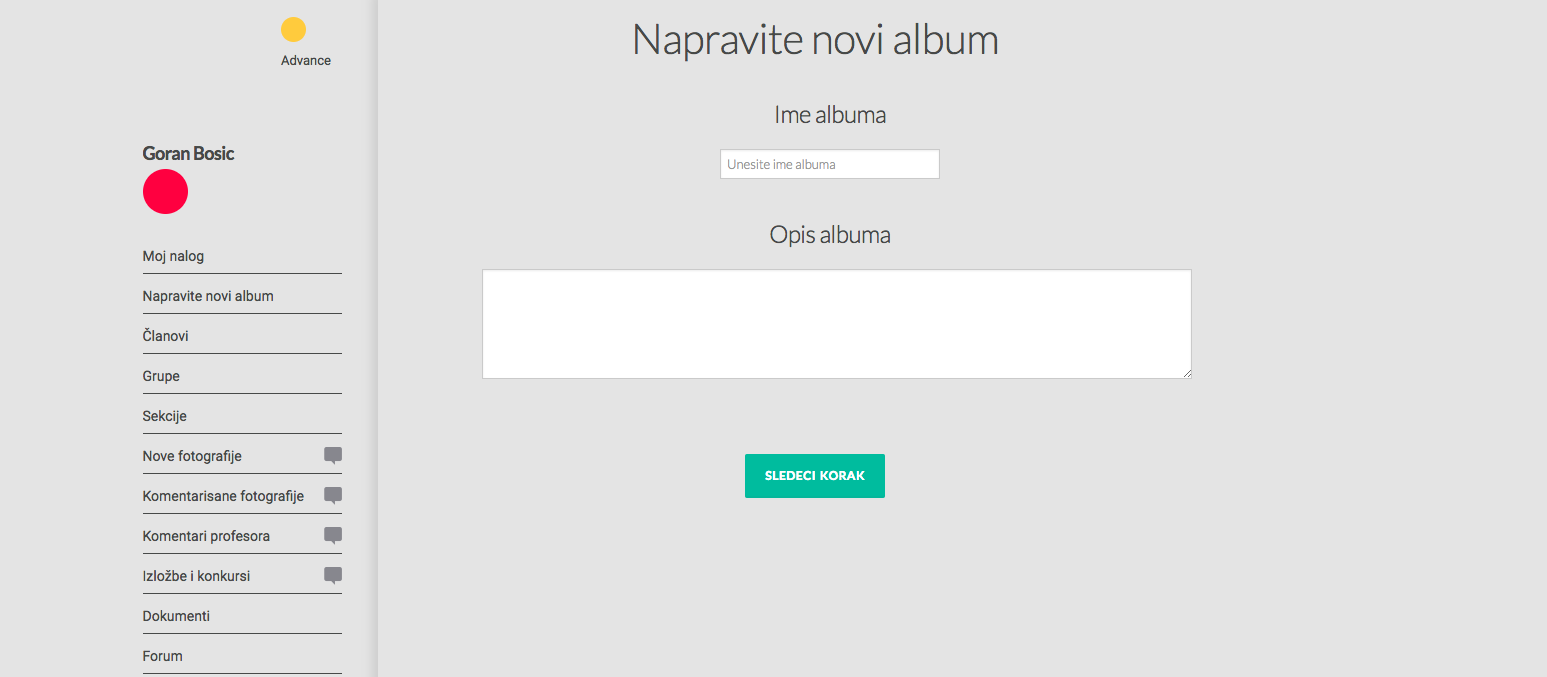 Advance
Goran Bosic
Moj nalog
Napravite novi album
Članovi
Grupe
Sekcije
Nove fotografije
Komentarisane fotografije
Komentari profesora
Izložbe i konkursi
Dokumenti
Forum
Napravite novi album
Ime albuma
Unesite ime albuma
Opis albuma
SLEDECI KORAK